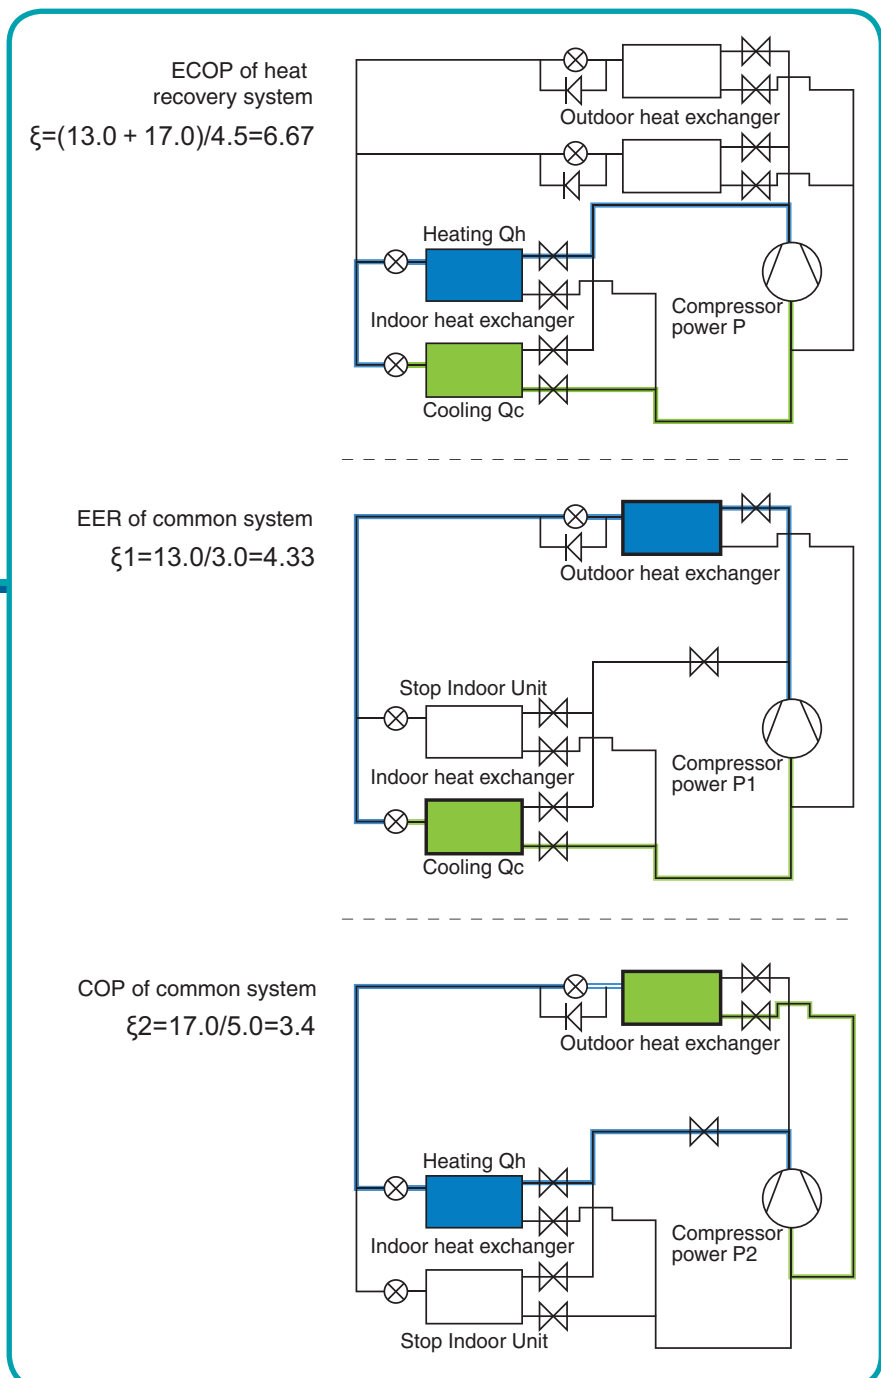 ECOP of heat
recovery system
ξ=(13.0 + 17.0)/4.5=6.67
Outdoor heat exchanger
Heating Qh
Indoor heat exchanger
Compressor
power P
Cooling Qc
EER of common system
ξ1=13.0/3.0=4.33
Outdoor heat exchanger
Stop Indoor Unit
Indoor heat exchanger
Compressor
power P1
Cooling Qc
COP of common system
ξ2=17.0/5.0=3.4
Outdoor heat exchanger
Heating Qh
Indoor heat exchanger
Compressor
power P2
Stop Indoor Unit